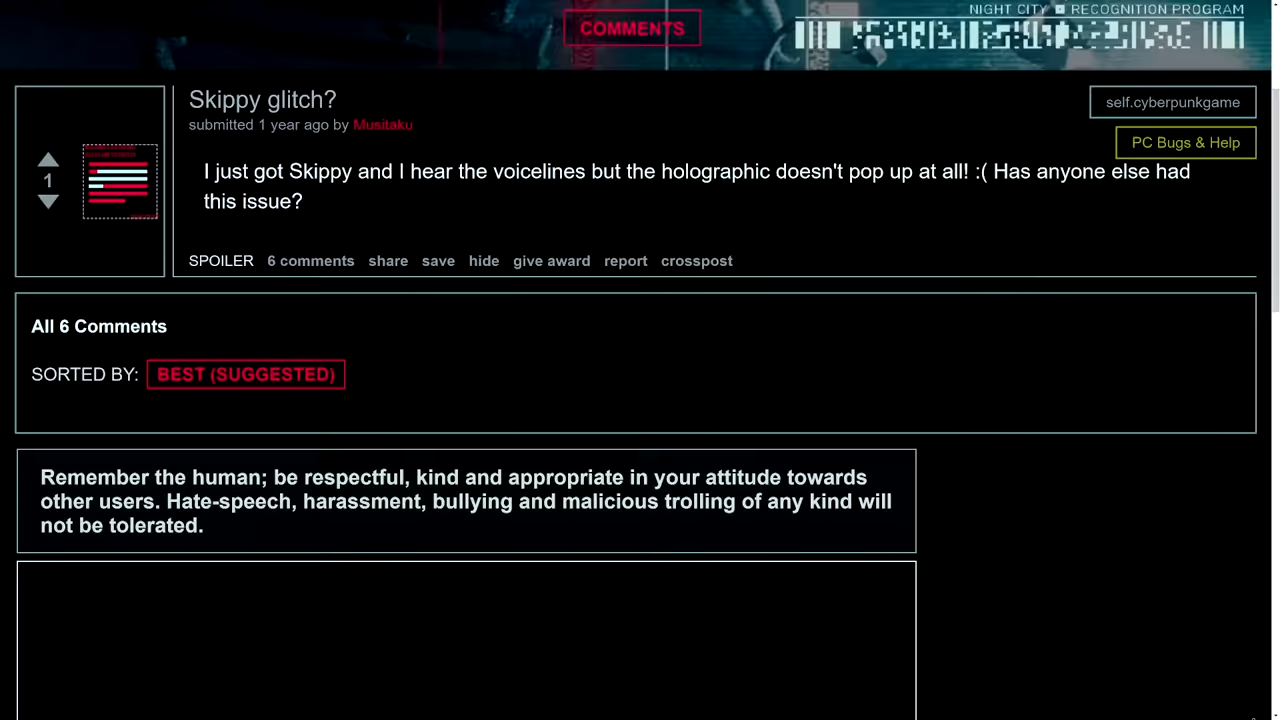 NIGHT CITY RECOGNITION PROGRAM
COMMENTS
Skippy glitch?
submitted 1 year ago by Musitaku
self.cyberpunkgame
PC Bugs & Help
1
I just got Skippy and I hear the voicelines but the holographic doesn't pop up at all! :( Has anyone else had
this issue?
SPOILER 6 comments share save hide give award report crosspost
All 6 Comments
SORTED BY: BEST (SUGGESTED)
Remember the human; be respectful, kind and appropriate in your attitude towards
other users. Hate-speech, harassment, bullying and malicious trolling of any kind will
not be tolerated.